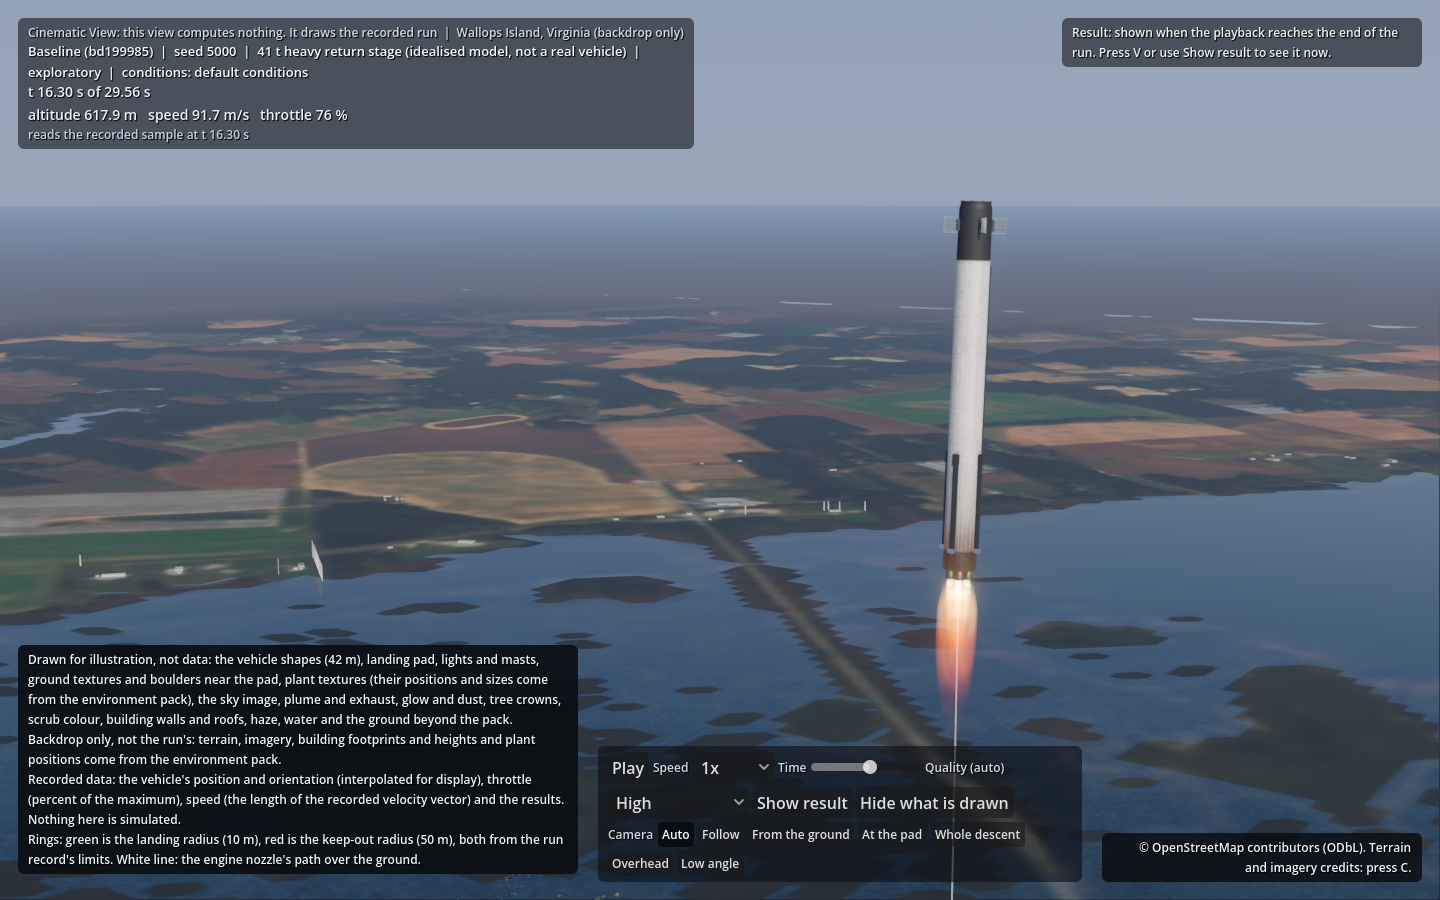 Cinematic View: this view computes nothing. It draws the recorded run | Wallops Island, Virginia (backdrop only)
Baseline (bd199985) | seed 5000 | 41 t heavy return stage (idealised model, not a real vehicle) |
exploratory | conditions: default conditions
t 16.30 s of 29.56 s
altitude 617.9 m speed 91.7 m/s throttle 76 %
reads the recorded sample at t 16.30 s
Result: shown when the playback reaches the end of the
run. Press V or use Show result to see it now.
Drawn for illustration, not data: the vehicle shapes (42 m), landing pad, lights and masts,
ground textures and boulders near the pad, plant textures (their positions and sizes come
from the environment pack), the sky image, plume and exhaust, glow and dust, tree crowns,
scrub colour, building walls and roofs, haze, water and the ground beyond the pack.
Backdrop only, not the run's: terrain, imagery, building footprints and heights and plant
positions come from the environment pack.
Recorded data: the vehicle's position and orientation (interpolated for display), throttle
(percent of the maximum), speed (the length of the recorded velocity vector) and the results.
Nothing here is simulated.
Rings: green is the landing radius (10 m), red is the keep-out radius (50 m), both from the run
record's limits. White line: the engine nozzle's path over the ground.
Play Speed 1x Time Quality (auto)
High Show result Hide what is drawn
Camera Auto Follow From the ground At the pad Whole descent
Overhead Low angle
© OpenStreetMap contributors (ODbL). Terrain
and imagery credits: press C.